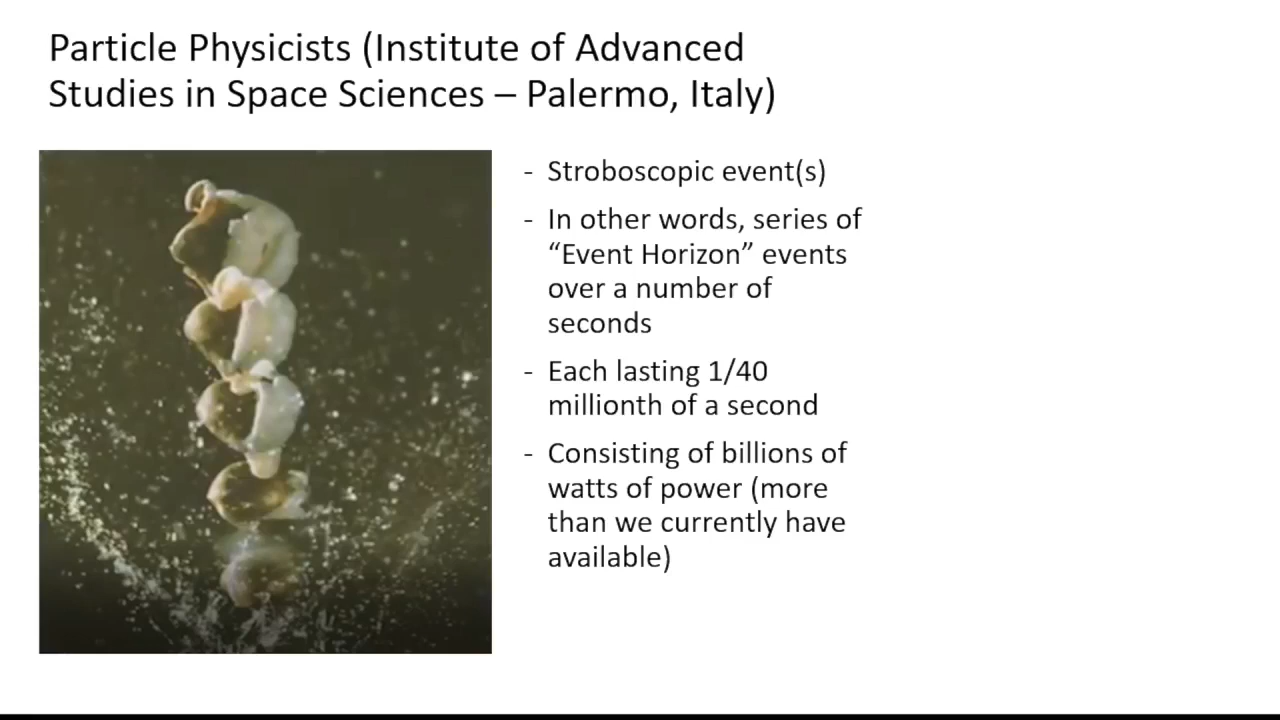 Particle Physicists (Institute of Advanced
Studies in Space Sciences – Palermo, Italy)
- Stroboscopic event(s)
- In other words, series of
“Event Horizon” events
over a number of
seconds
- Each lasting 1/40
millionth of a second
- Consisting of billions of
watts of power (more
than we currently have
available)